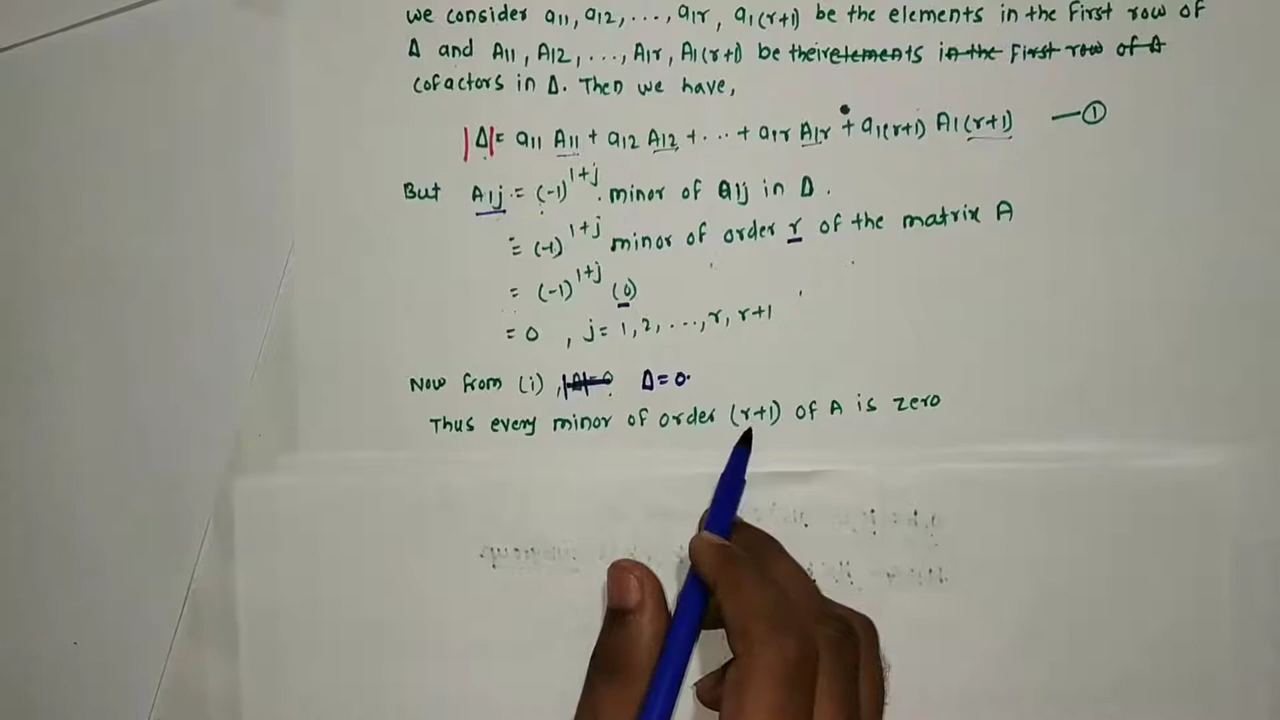 we consider a11, a12, ..., a1r, a1(r+1) be the elements in the first row of
Δ and A11, A12, ..., A1r, A1(r+1) be their elements in the first row of Δ
cofactors in Δ. Then we have,
|Δ| = a11 A11 + a12 A12 + ... + a1r A1r + a1(r+1) A1(r+1) —①
But A1j = (-1)^1+j . minor of a1j in Δ .
= (-1)^1+j minor of order r of the matrix A
= (-1)^1+j (0)
= 0 , j = 1, 2, ..., r, r+1
Now from (i), |A|=0 Δ = 0.
Thus every minor of order (r+1) of A is zero